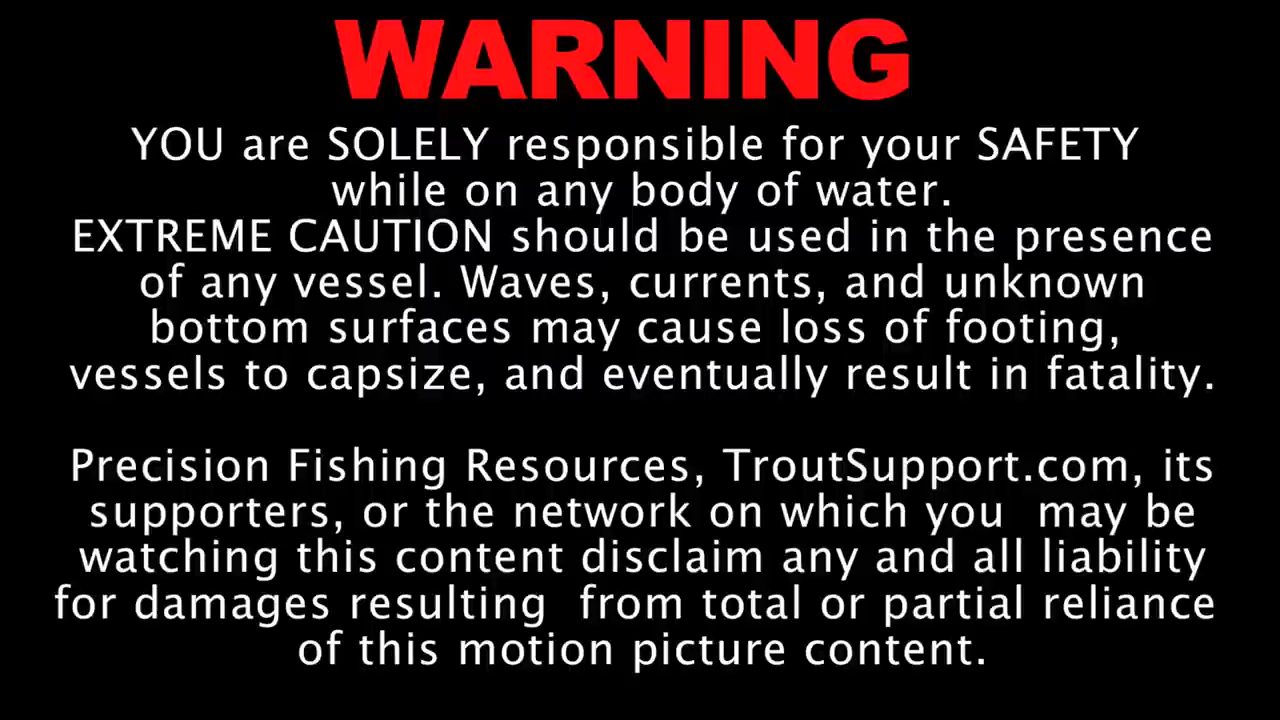 WARNING
YOU are SOLELY responsible for your SAFETY
while on any body of water.
EXTREME CAUTION should be used in the presence
of any vessel. Waves, currents, and unknown
bottom surfaces may cause loss of footing,
vessels to capsize, and eventually result in fatality.
Precision Fishing Resources, TroutSupport.com, its
supporters, or the network on which you  may be
watching this content disclaim any and all liability
for damages resulting  from total or partial reliance
of this motion picture content.